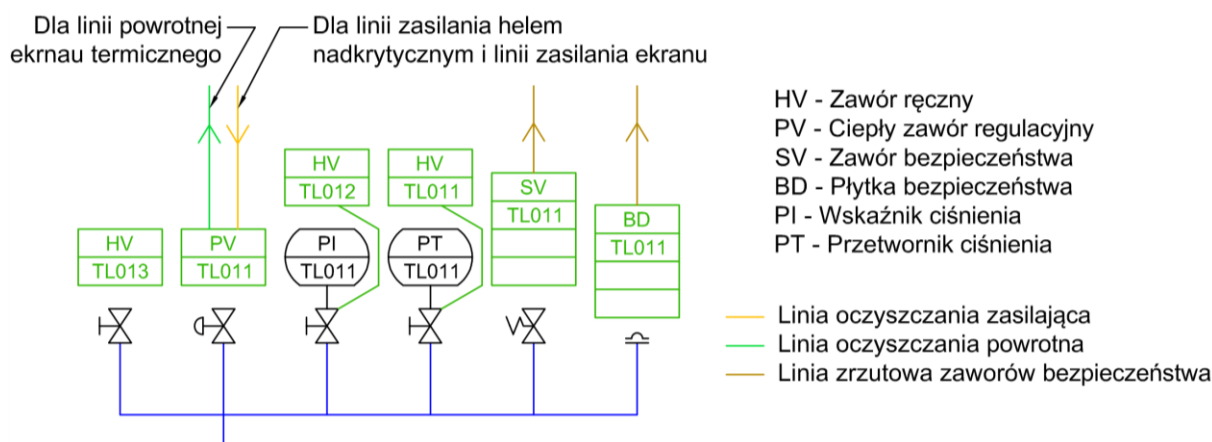 Dla linii powrotnej
ekrnau termicznego
Dla linii zasilania helem
nadkrytycznym i linii zasilania ekranu
HV
TL013
PV
TL011
HV
TL012
PI
TL011
HV
TL011
PT
TL011
SV
TL011
BD
TL011
HV - Zawór ręczny
PV - Ciepły zawór regulacyjny
SV - Zawór bezpieczeństwa
BD - Płytka bezpieczeństwa
PI - Wskaźnik ciśnienia
PT - Przetwornik ciśnienia
Linia oczyszczania zasilająca
Linia oczyszczania powrotna
Linia zrzutowa zaworów bezpieczeństwa